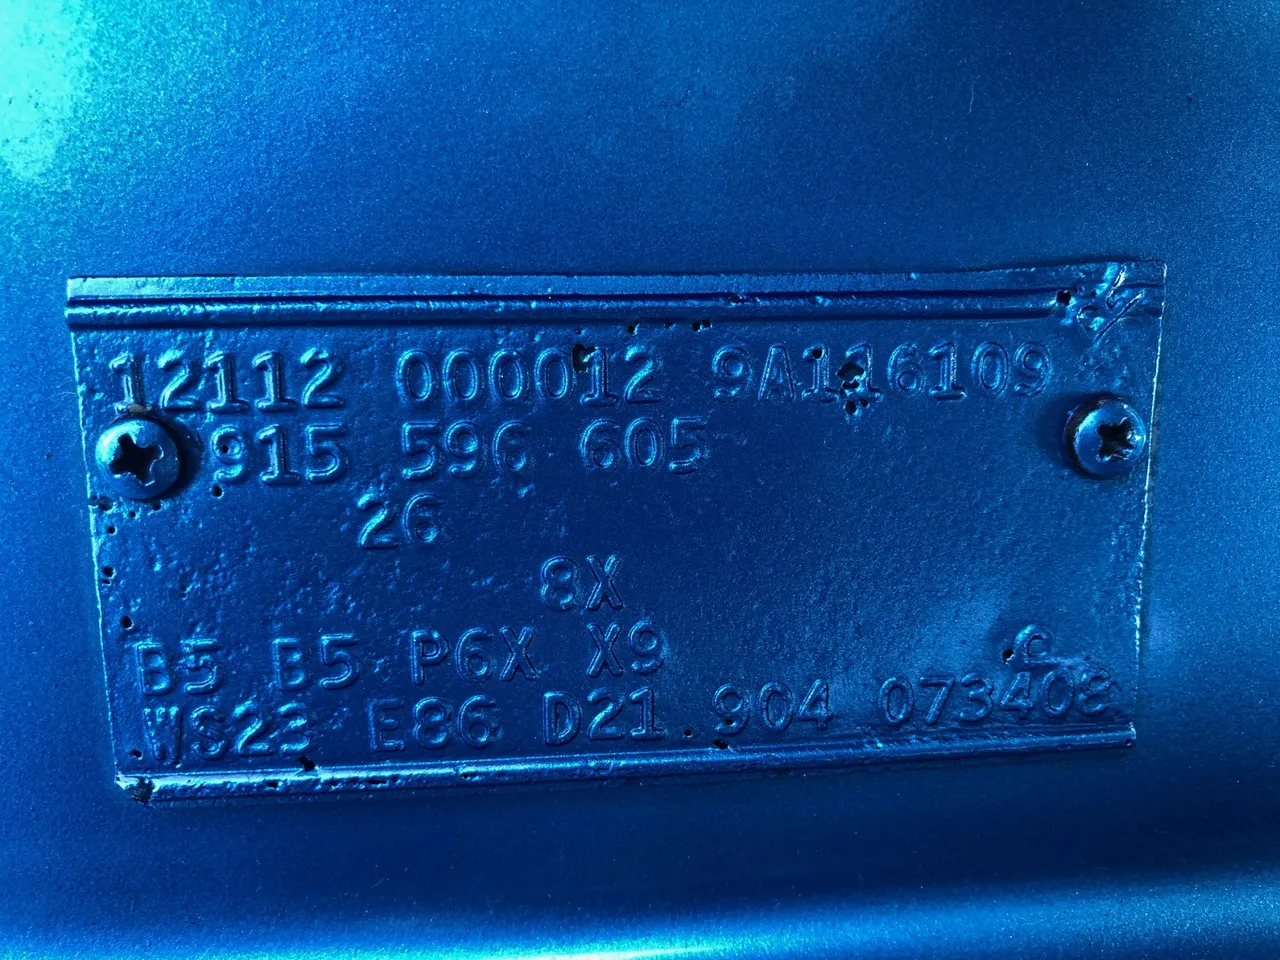 12112 000012 9A116109
915 596 605
26
8X
B5 B5 P6X X9 C
WS23 E86 D21 904 073408